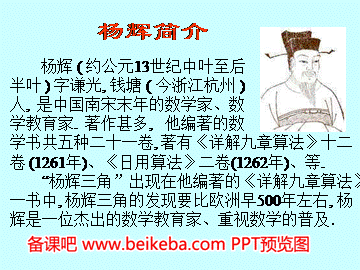 杨辉简介
杨辉 ( 约公元13世纪中叶至后
半叶 ) 字谦光, 钱塘 ( 今浙江杭州 )
人, 是中国南宋末年的数学家、数
学教育家. 著作甚多, 他编著的数
学书共五种二十一卷, 著有《详解九章算法》十二
卷 (1261年)、《日用算法》二卷(1262年)、等.
“杨辉三角” 出现在他编著的《详解九章算法》
一书中, 杨辉三角的发现要比欧洲早500年左右, 杨
辉是一位杰出的数学教育家、重视数学的普及.
备课吧 www.beikeba.com PPT预览图